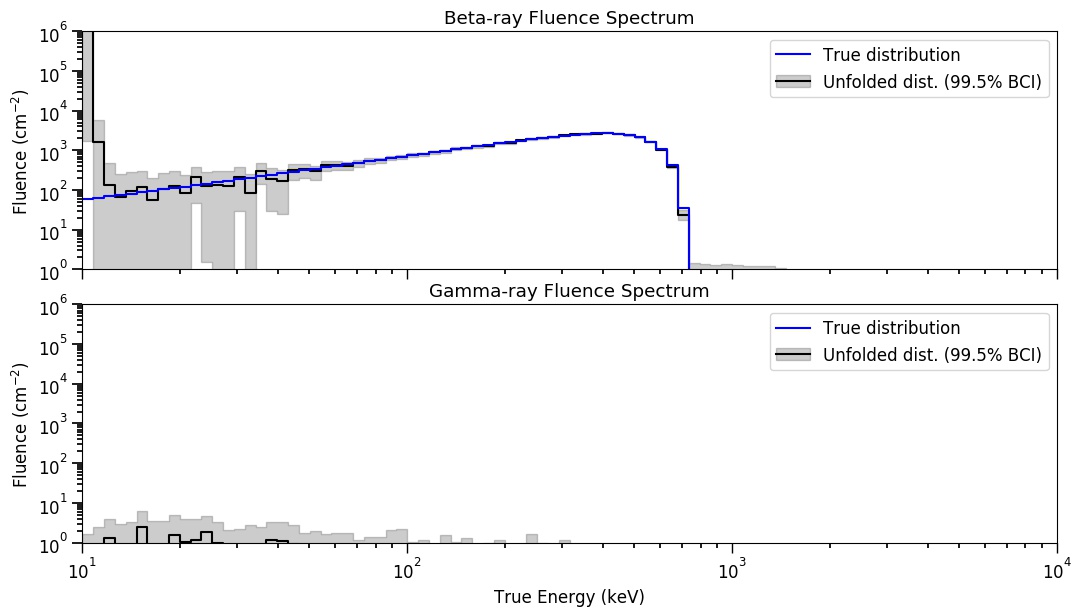 Beta-ray Fluence Spectrum
10⁶
10⁵
10⁴
10³
10²
10¹
10⁰
Fluence (cm⁻²)
True distribution
Unfolded dist. (99.5% BCI)
Gamma-ray Fluence Spectrum
10⁶
10⁵
10⁴
10³
10²
10¹
10⁰
Fluence (cm⁻²)
True distribution
Unfolded dist. (99.5% BCI)
10¹ 10² 10³ 10⁴
True Energy (keV)